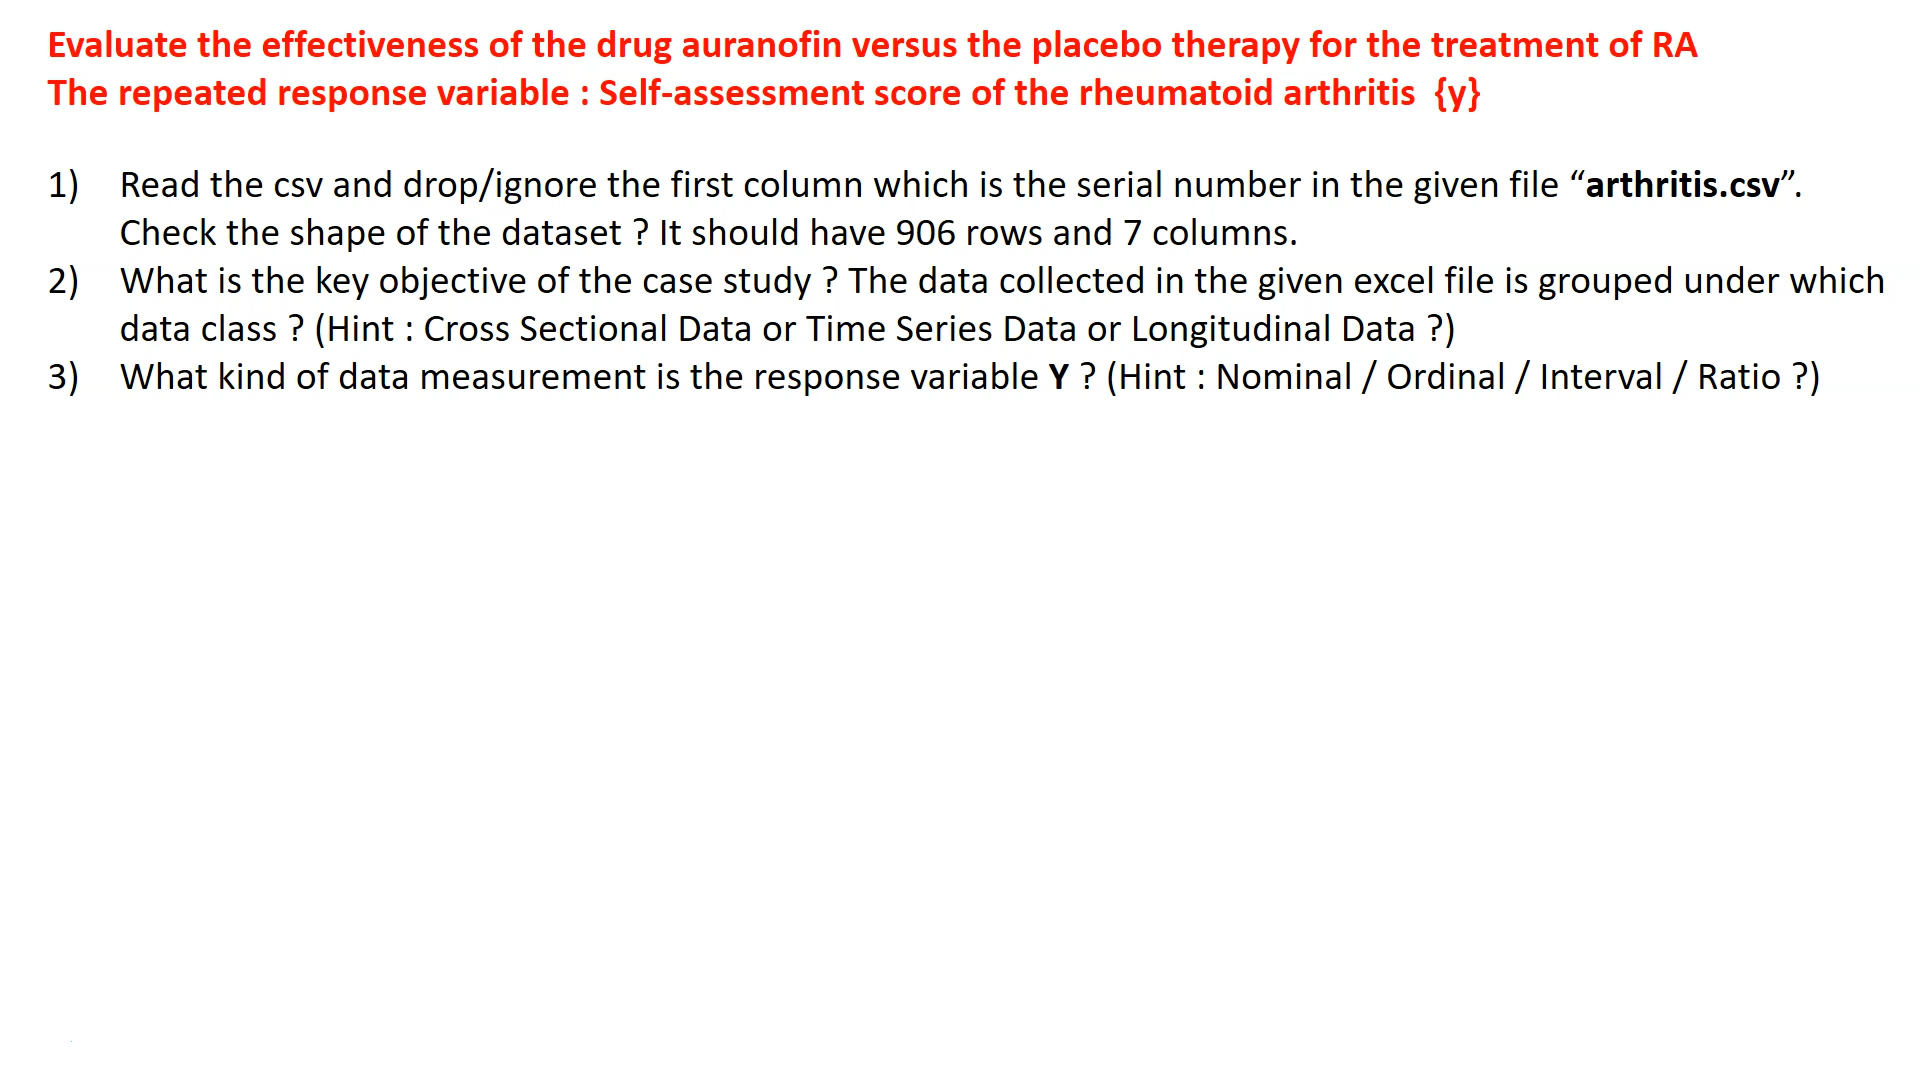 Evaluate the effectiveness of the drug auranofin versus the placebo therapy for the treatment of RA
The repeated response variable : Self-assessment score of the rheumatoid arthritis {y}
1) Read the csv and drop/ignore the first column which is the serial number in the given file “arthritis.csv”.
Check the shape of the dataset ? It should have 906 rows and 7 columns.
2) What is the key objective of the case study ? The data collected in the given excel file is grouped under which
data class ? (Hint : Cross Sectional Data or Time Series Data or Longitudinal Data ?)
3) What kind of data measurement is the response variable Y ? (Hint : Nominal / Ordinal / Interval / Ratio ?)